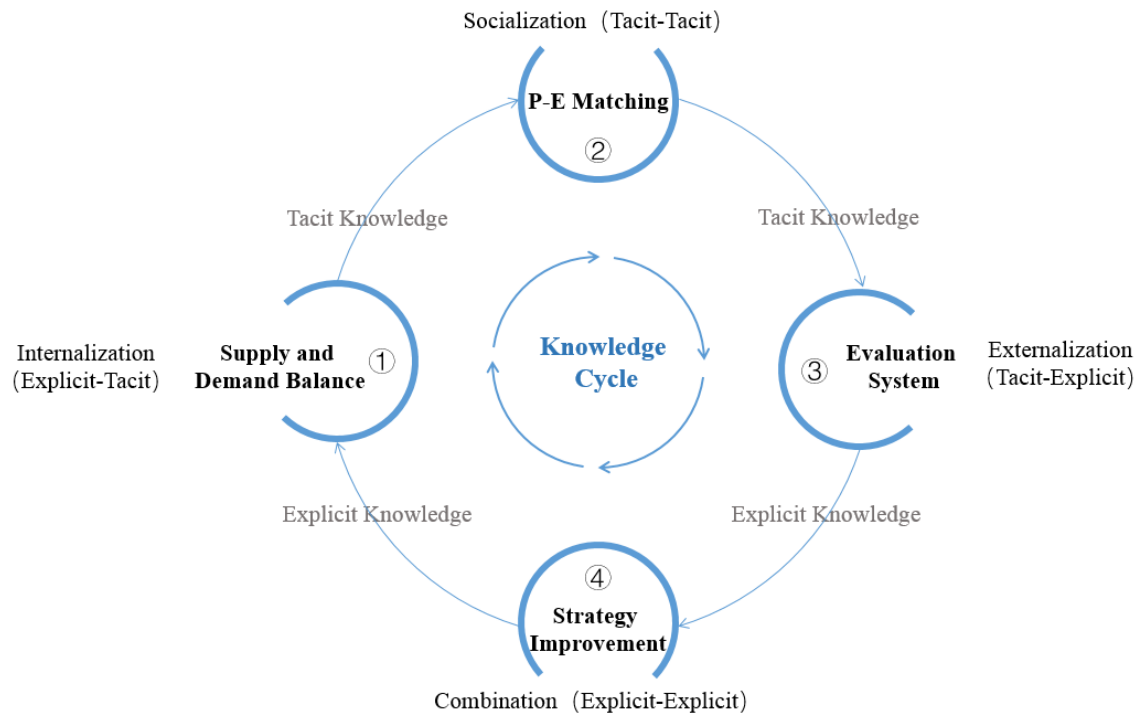 Socialization（Tacit-Tacit）
P-E Matching
②
Tacit Knowledge
Tacit Knowledge
Internalization
（Explicit-Tacit）
Supply and
Demand Balance
①
Knowledge
Cycle
③
Evaluation
System
Externalization
（Tacit-Explicit）
Explicit Knowledge
Explicit Knowledge
④
Strategy
Improvement
Combination（Explicit-Explicit）